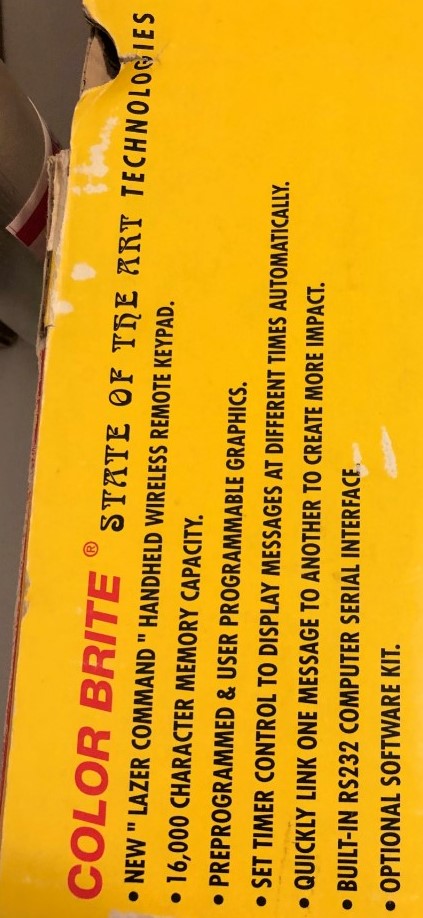 COLOR BRITE® STATE OF THE ART TECHNOLOGIES
• NEW " LAZER COMMAND " HANDHELD WIRELESS REMOTE KEYPAD.
• 16,000 CHARACTER MEMORY CAPACITY.
• PREPROGRAMMED & USER PROGRAMMABLE GRAPHICS.
• SET TIMER CONTROL TO DISPLAY MESSAGES AT DIFFERENT TIMES AUTOMATICALLY.
• QUICKLY LINK ONE MESSAGE TO ANOTHER TO CREATE MORE IMPACT.
• BUILT-IN RS232 COMPUTER SERIAL INTERFACE.
• OPTIONAL SOFTWARE KIT.